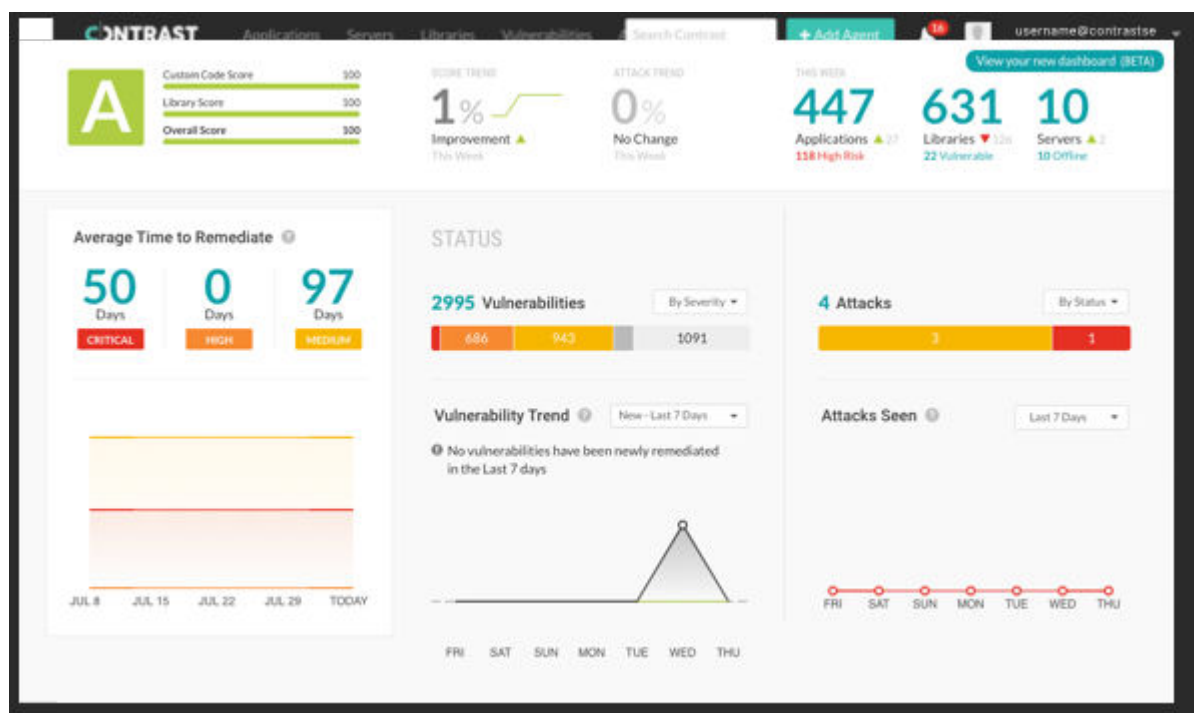 CONTRAST
Applications Servers Libraries Vulnerabilities
Search Contrast
+ Add Agent
16
username@contrastse
View your new dashboard (BETA)
A
Custom Code Score 100
Library Score 100
Overall Score 100
SCORE TREND
1%
Improvement
This Week
ATTACK TREND
0%
No Change
This Week
THIS WEEK
447
Applications 27
118 High Risk
631
Libraries 126
22 Vulnerable
10
Servers 2
10 Offline
Average Time to Remediate
50 0 97
Days Days Days
CRITICAL HIGH MEDIUM
JUL 8 JUL 15 JUL 22 JUL 29 TODAY
STATUS
2995 Vulnerabilities By Severity
686 943 1091
Vulnerability Trend New - Last 7 Days
No vulnerabilities have been newly remediated
in the Last 7 days
FRI SAT SUN MON TUE WED THU
4 Attacks By Status
3 1
Attacks Seen Last 7 Days
FRI SAT SUN MON TUE WED THU